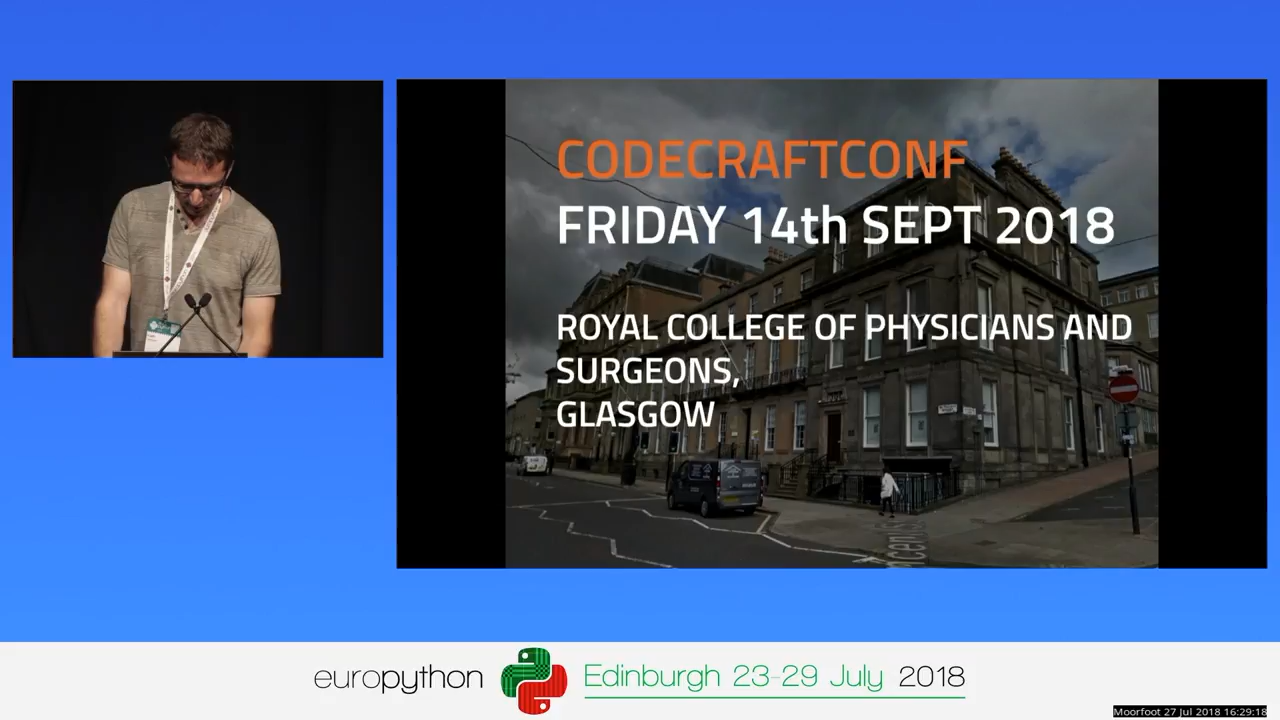 CODECRAFTCONF
FRIDAY 14th SEPT 2018
ROYAL COLLEGE OF PHYSICIANS AND
SURGEONS,
GLASGOW
europython Edinburgh 23-29 July 2018
Moorfoot 27 Jul 2018 16:29:18